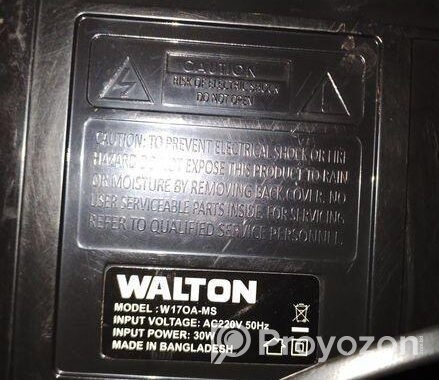 CAUTION
RISK OF ELECTRIC SHOCK
DO NOT OPEN
CAUTION: TO PREVENT ELECTRICAL SHOCK OR FIRE
HAZARD DO NOT EXPOSE THIS PRODUCT TO RAIN
OR MOISTURE BY REMOVING BACK COVER. NO
USER SERVICEABLE PARTS INSIDE. FOR SERVICING
REFER TO QUALIFIED SERVICE PERSONNEL.
WALTON
MODEL : W17OA-MS
INPUT VOLTAGE: AC220V 50Hz
INPUT POWER: 30W
MADE IN BANGLADESH
Proyozon